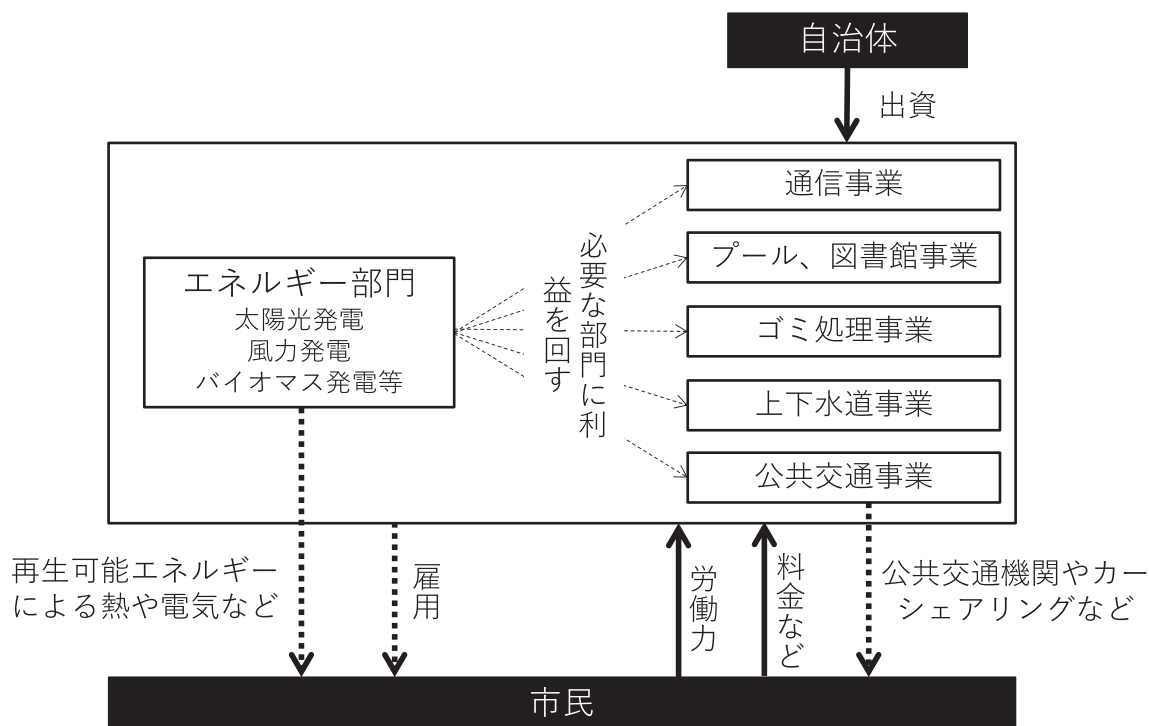 自治体
出資
通信事業
プール、図書館事業
ゴミ処理事業
上下水道事業
公共交通事業
必要な部門に利
益を回す
エネルギー部門
太陽光発電
風力発電
バイオマス発電等
再生可能エネルギー
による熱や電気など
雇用
労働力
料金など
公共交通機関やカー
シェアリングなど
市民